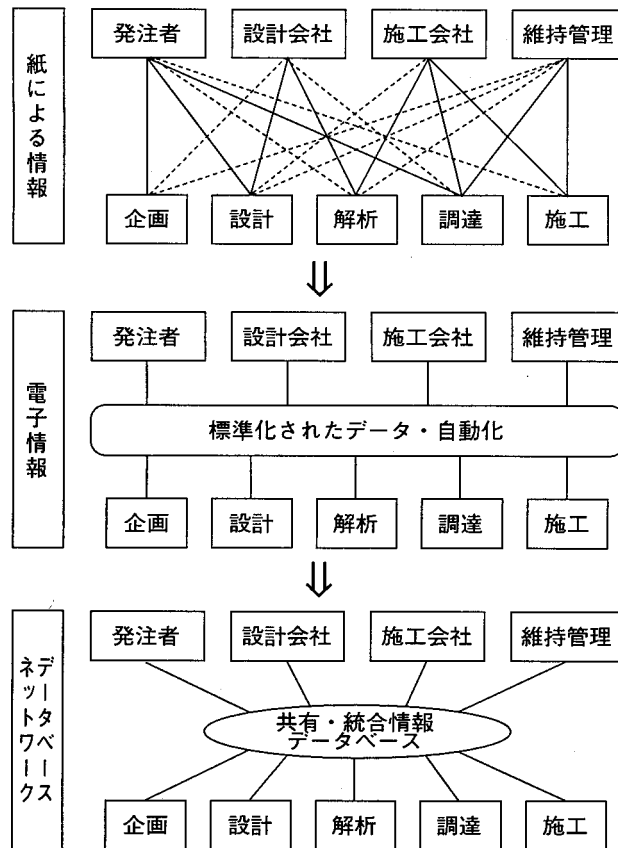 紙による情報
発注者
設計会社
施工会社
維持管理
企画
設計
解析
調達
施工
⇓
電子情報
発注者
設計会社
施工会社
維持管理
標準化されたデータ・自動化
企画
設計
解析
調達
施工
⇓
データベース
ネットワーク
発注者
設計会社
施工会社
維持管理
共有・統合情報
データベース
企画
設計
解析
調達
施工